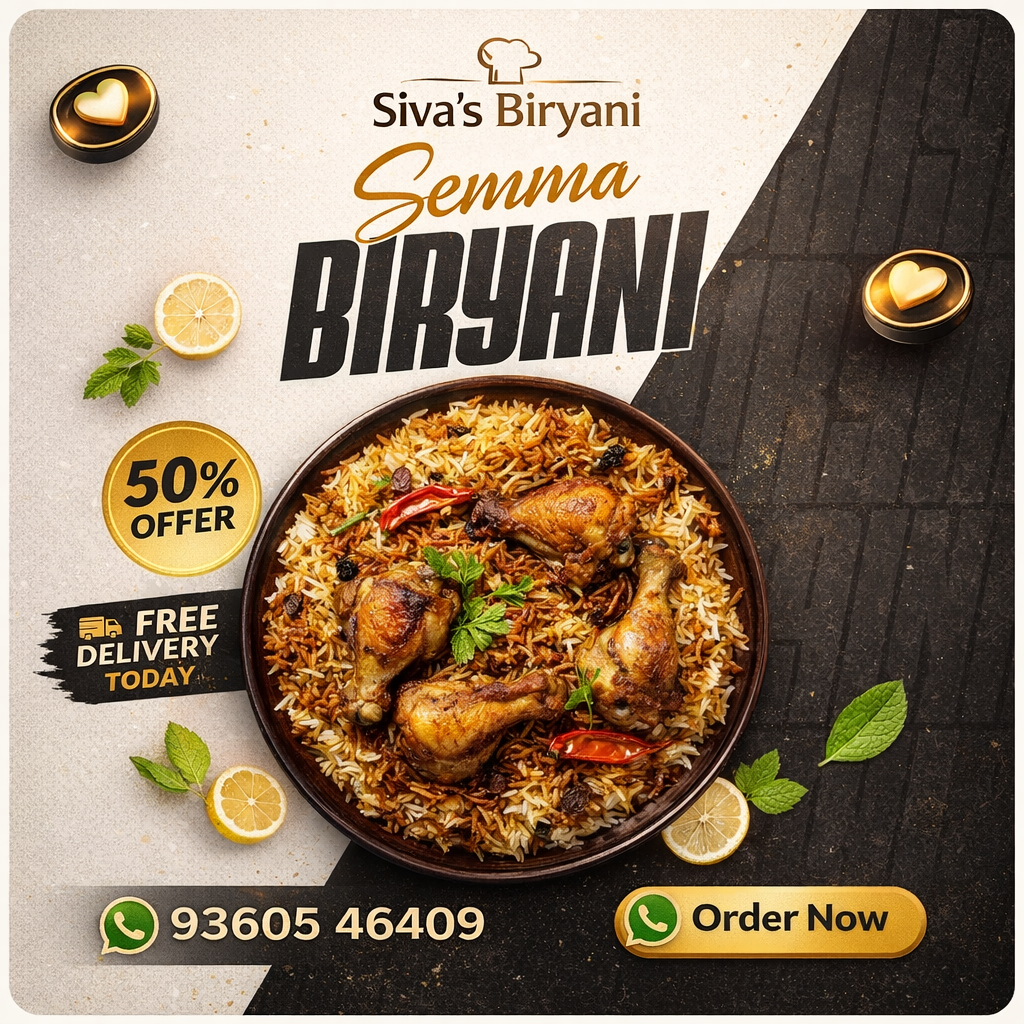 Siva's Biryani
Semma
BIRYANI
50%
OFFER
FREE
DELIVERY
TODAY
93605 46409
Order Now